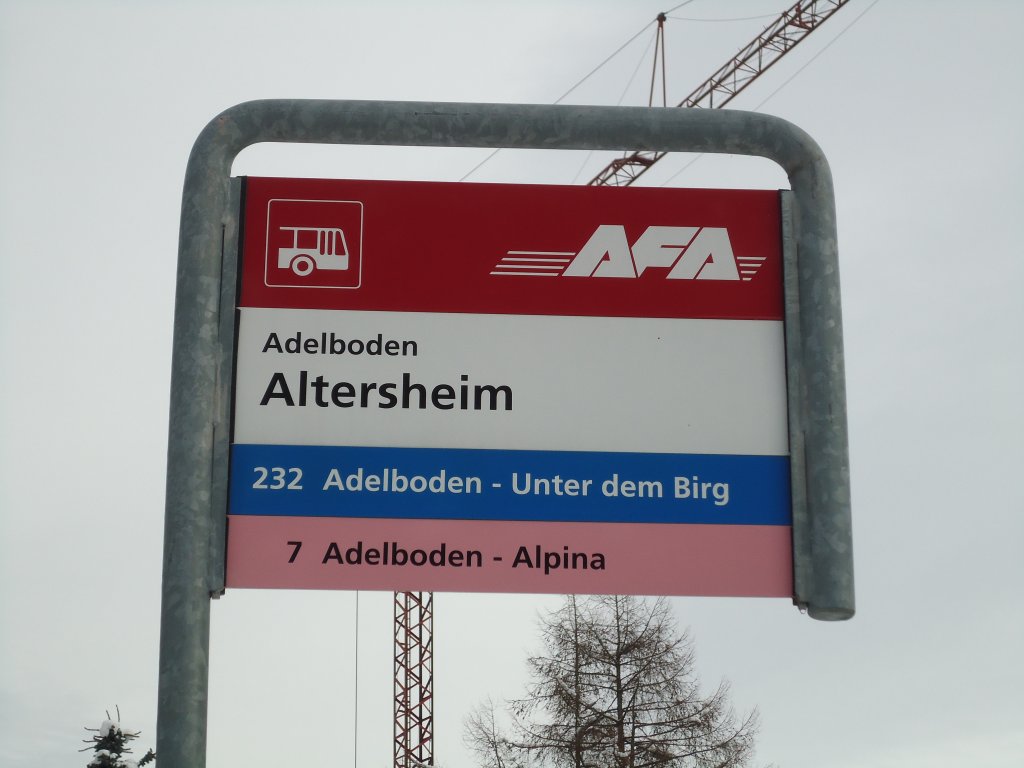 AFA
Adelboden
Altersheim
232 Adelboden - Unter dem Birg
7 Adelboden - Alpina